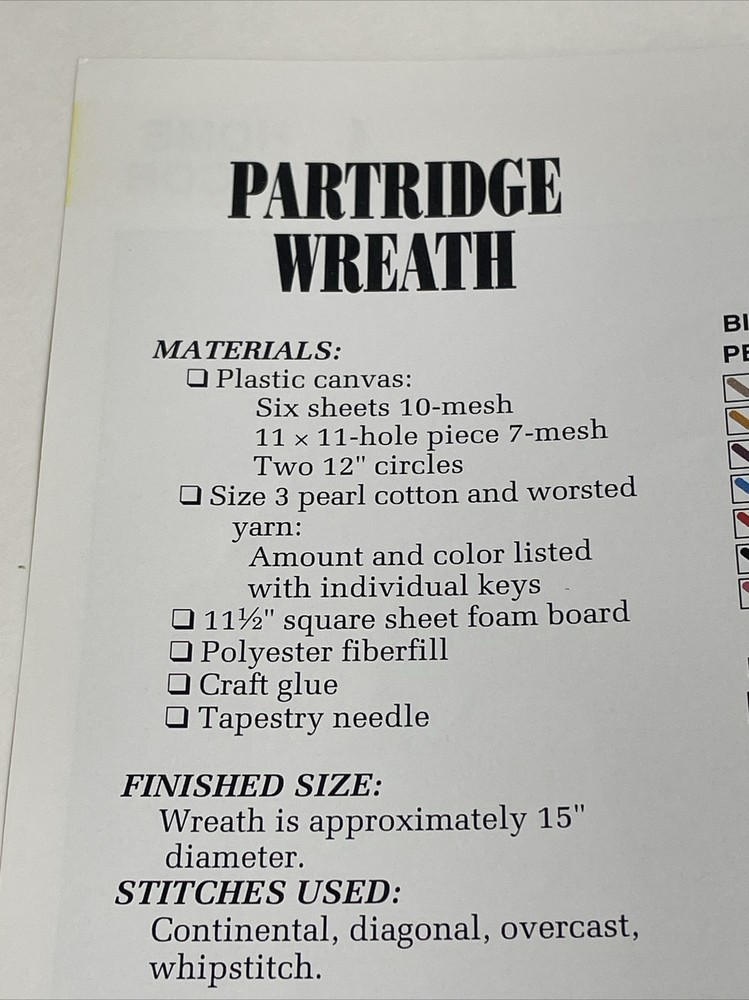 PARTRIDGE
WREATH
MATERIALS:
❑ Plastic canvas:
Six sheets 10-mesh
11 × 11-hole piece 7-mesh
Two 12" circles
❑ Size 3 pearl cotton and worsted
yarn:
Amount and color listed
with individual keys
❑ 11½" square sheet foam board
❑ Polyester fiberfill
❑ Craft glue
❑ Tapestry needle
FINISHED SIZE:
Wreath is approximately 15"
diameter.
STITCHES USED:
Continental, diagonal, overcast,
whipstitch.